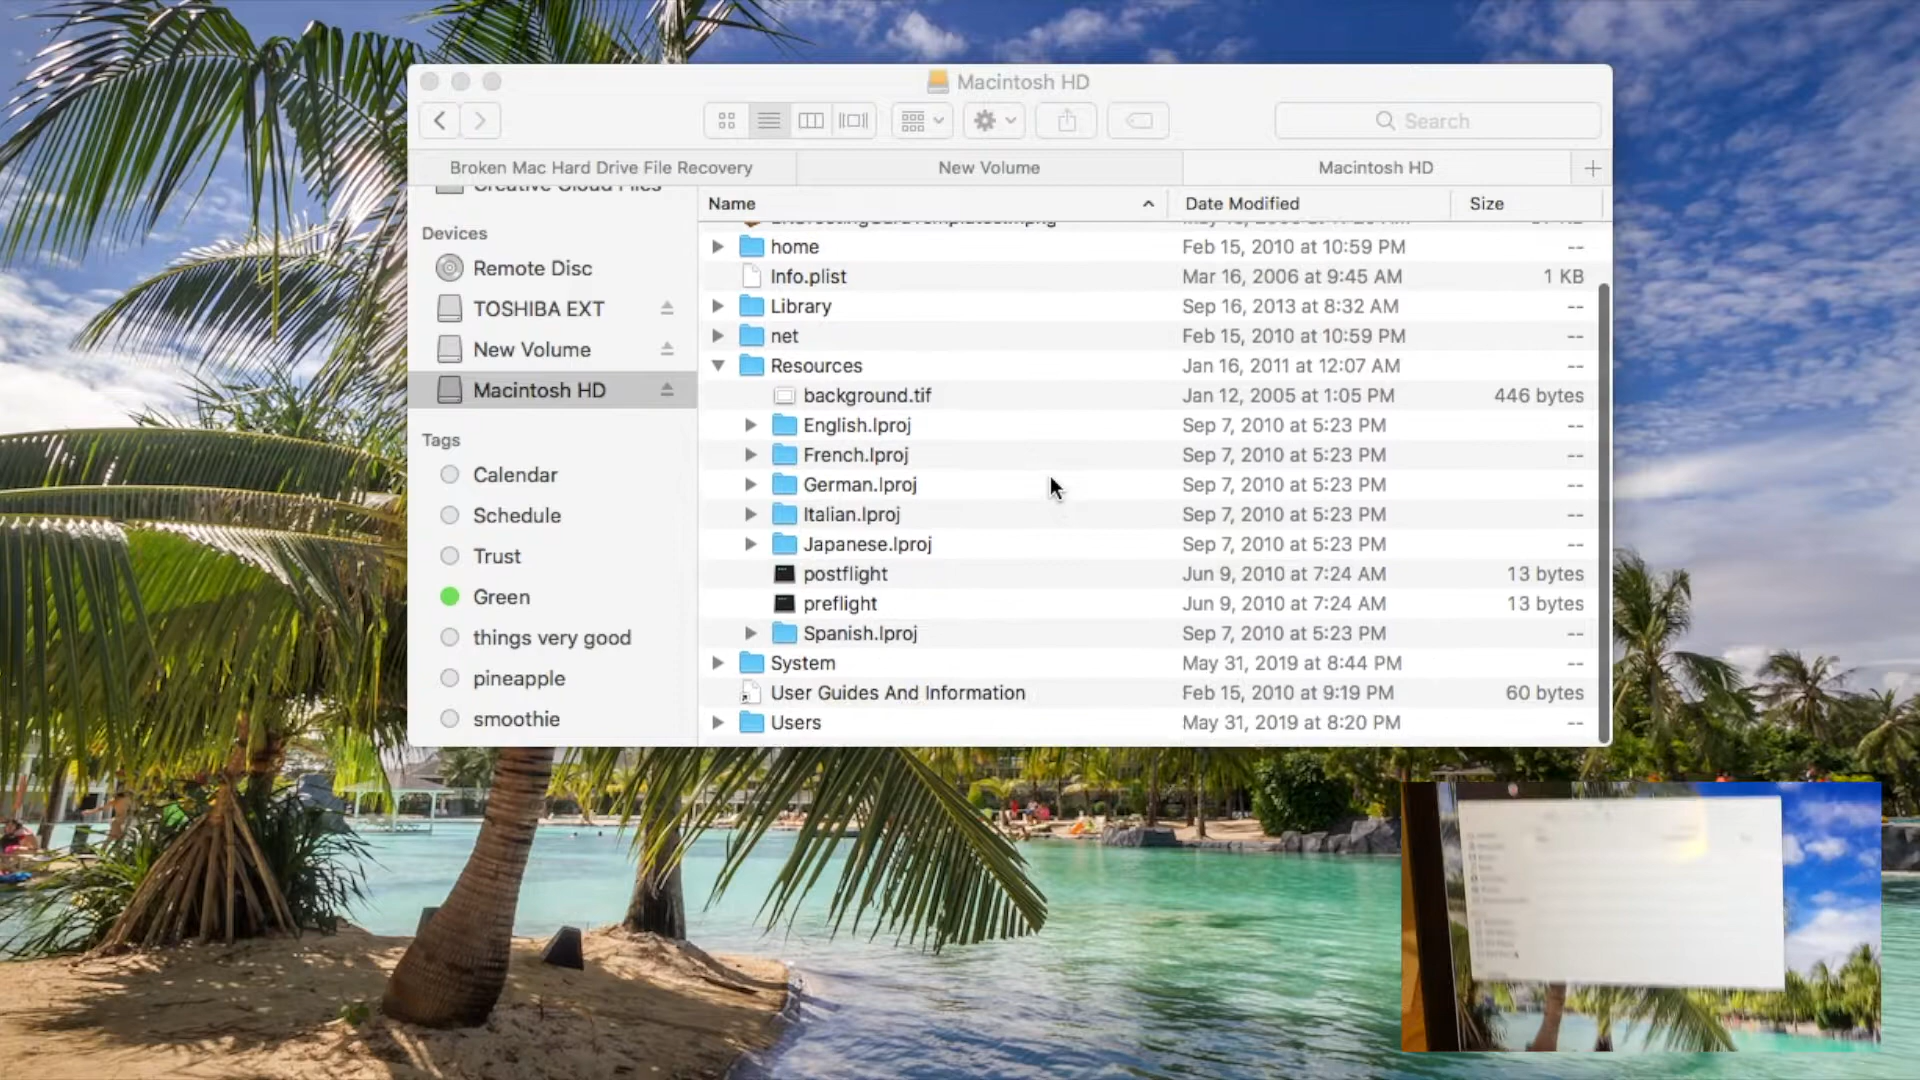 Macintosh HD
Search
Broken Mac Hard Drive File Recovery
New Volume
Macintosh HD
Creative Cloud Files
Name
Date Modified
Size
Devices
Remote Disc
TOSHIBA EXT
New Volume
Macintosh HD
Tags
Calendar
Schedule
Trust
Green
things very good
pineapple
smoothie
home Feb 15, 2010 at 10:59 PM --
Info.plist Mar 16, 2006 at 9:45 AM 1 KB
Library Sep 16, 2013 at 8:32 AM --
net Feb 15, 2010 at 10:59 PM --
Resources Jan 16, 2011 at 12:07 AM --
background.tif Jan 12, 2005 at 1:05 PM 446 bytes
English.lproj Sep 7, 2010 at 5:23 PM --
French.lproj Sep 7, 2010 at 5:23 PM --
German.lproj Sep 7, 2010 at 5:23 PM --
Italian.lproj Sep 7, 2010 at 5:23 PM --
Japanese.lproj Sep 7, 2010 at 5:23 PM --
postflight Jun 9, 2010 at 7:24 AM 13 bytes
preflight Jun 9, 2010 at 7:24 AM 13 bytes
Spanish.lproj Sep 7, 2010 at 5:23 PM --
System May 31, 2019 at 8:44 PM --
User Guides And Information Feb 15, 2010 at 9:19 PM 60 bytes
Users May 31, 2019 at 8:20 PM --